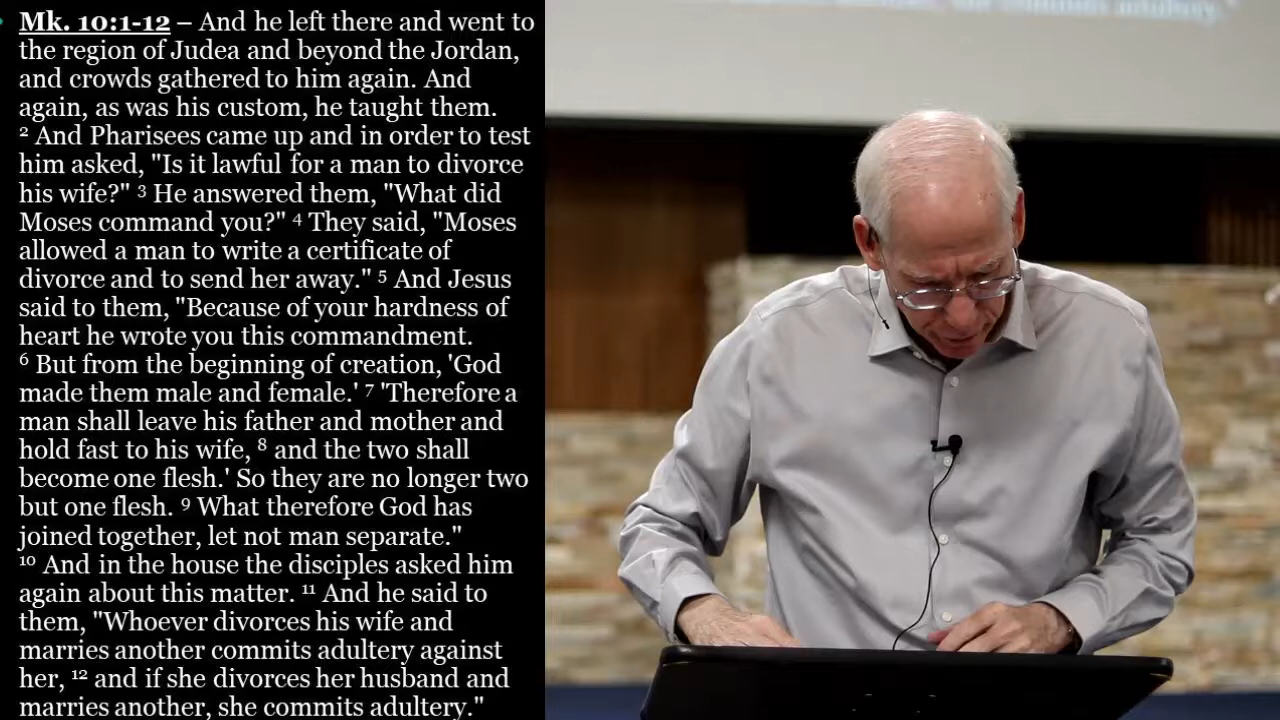 Mk. 10:1-12 – And he left there and went to
the region of Judea and beyond the Jordan,
and crowds gathered to him again. And
again, as was his custom, he taught them.
² And Pharisees came up and in order to test
him asked, "Is it lawful for a man to divorce
his wife?" ³ He answered them, "What did
Moses command you?" ⁴ They said, "Moses
allowed a man to write a certificate of
divorce and to send her away." ⁵ And Jesus
said to them, "Because of your hardness of
heart he wrote you this commandment.
⁶ But from the beginning of creation, 'God
made them male and female.' ⁷ 'Therefore a
man shall leave his father and mother and
hold fast to his wife, ⁸ and the two shall
become one flesh.' So they are no longer two
but one flesh. ⁹ What therefore God has
joined together, let not man separate."
¹⁰ And in the house the disciples asked him
again about this matter. ¹¹ And he said to
them, "Whoever divorces his wife and
marries another commits adultery against
her, ¹² and if she divorces her husband and
marries another, she commits adultery."
commits adultery."